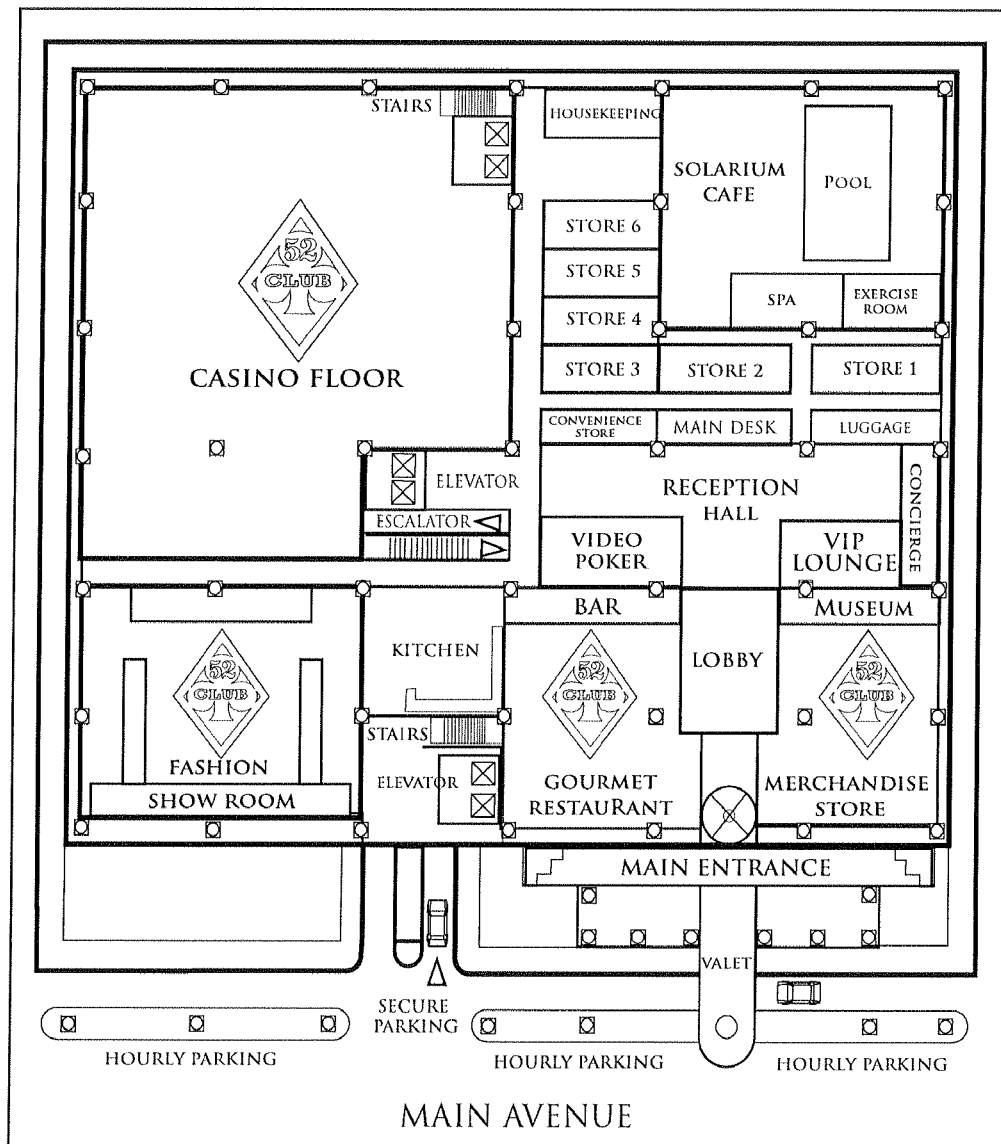 STAIRS
HOUSEKEEPING
SOLARIUM
CAFE
POOL
STORE 6
STORE 5
STORE 4
SPA
EXERCISE
ROOM
52
CLUB
CASINO FLOOR
STORE 3
STORE 2
STORE 1
CONVENIENCE
STORE
MAIN DESK
LUGGAGE
ELEVATOR
ESCALATOR
RECEPTION
HALL
CONCIERGE
VIDEO
POKER
VIP
LOUNGE
BAR
MUSEUM
KITCHEN
LOBBY
52
CLUB
52
CLUB
52
CLUB
STAIRS
FASHION
SHOW ROOM
ELEVATOR
GOURMET
RESTAURANT
MERCHANDISE
STORE
MAIN ENTRANCE
VALET
SECURE
PARKING
HOURLY PARKING
HOURLY PARKING
HOURLY PARKING
MAIN AVENUE